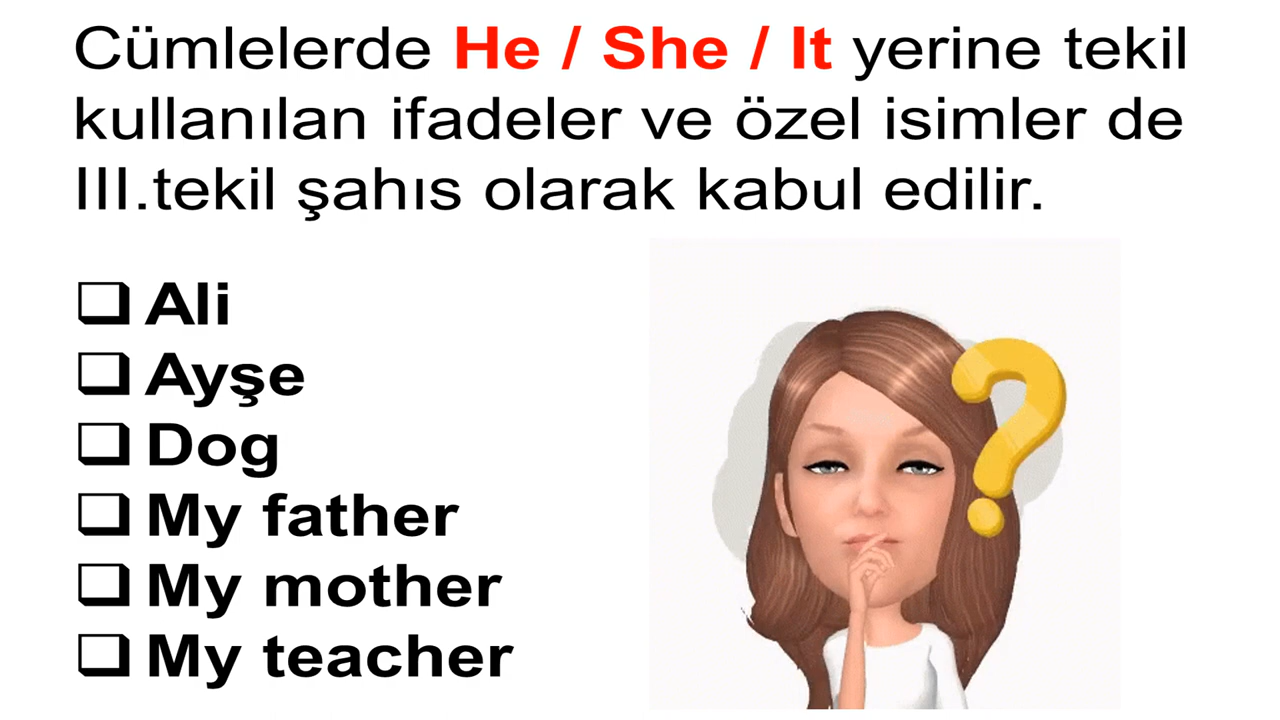 Cümlelerde He / She / It yerine tekil
kullanılan ifadeler ve özel isimler de
III.tekil şahıs olarak kabul edilir.
Ali
Ayşe
Dog
My father
My mother
My teacher